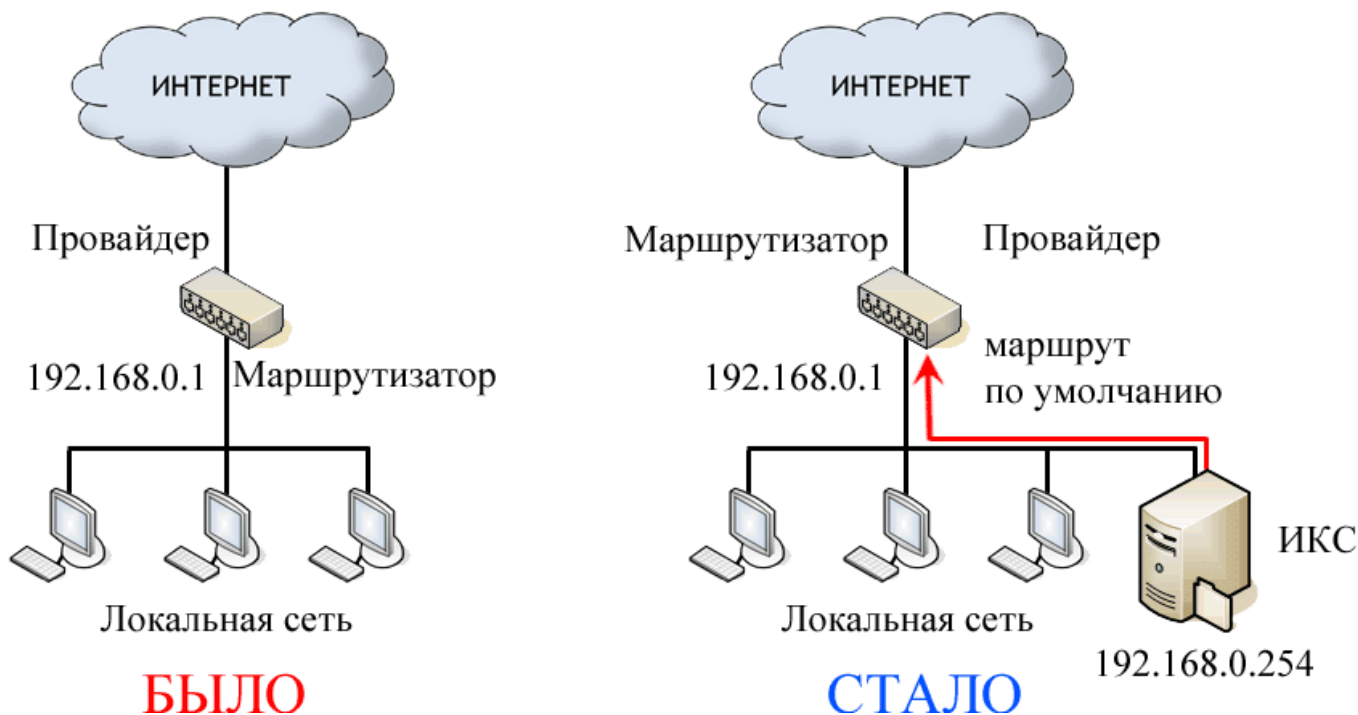 ИНТЕРНЕТ
Провайдер
192.168.0.1
Маршрутизатор
Локальная сеть
БЫЛО
ИНТЕРНЕТ
Маршрутизатор
Провайдер
192.168.0.1
маршрут
по умолчанию
ИКС
Локальная сеть
192.168.0.254
СТАЛО